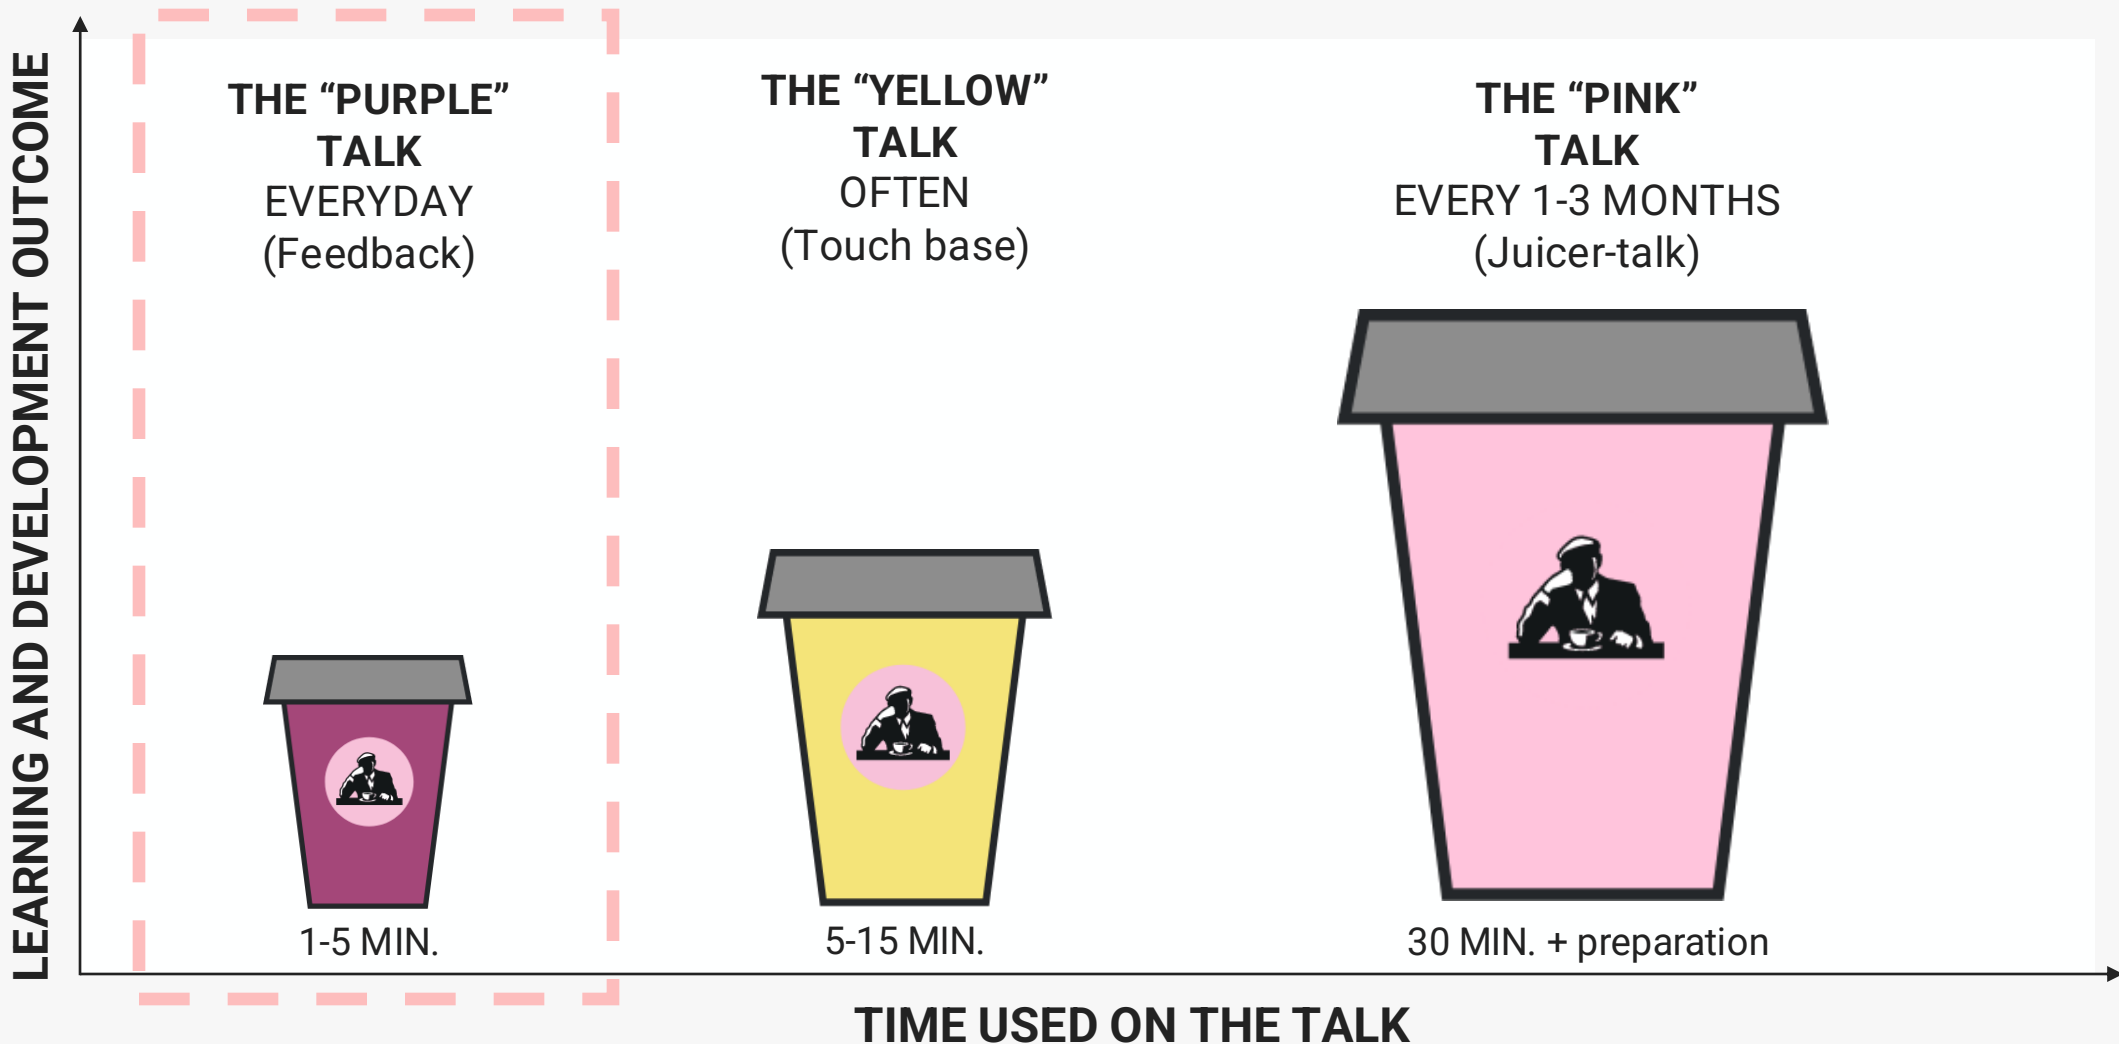 LEARNING AND DEVELOPMENT OUTCOME
THE “PURPLE”
TALK
EVERYDAY
(Feedback)
1-5 MIN.
THE “YELLOW”
TALK
OFTEN
(Touch base)
5-15 MIN.
THE “PINK”
TALK
EVERY 1-3 MONTHS
(Juicer-talk)
30 MIN. + preparation
TIME USED ON THE TALK